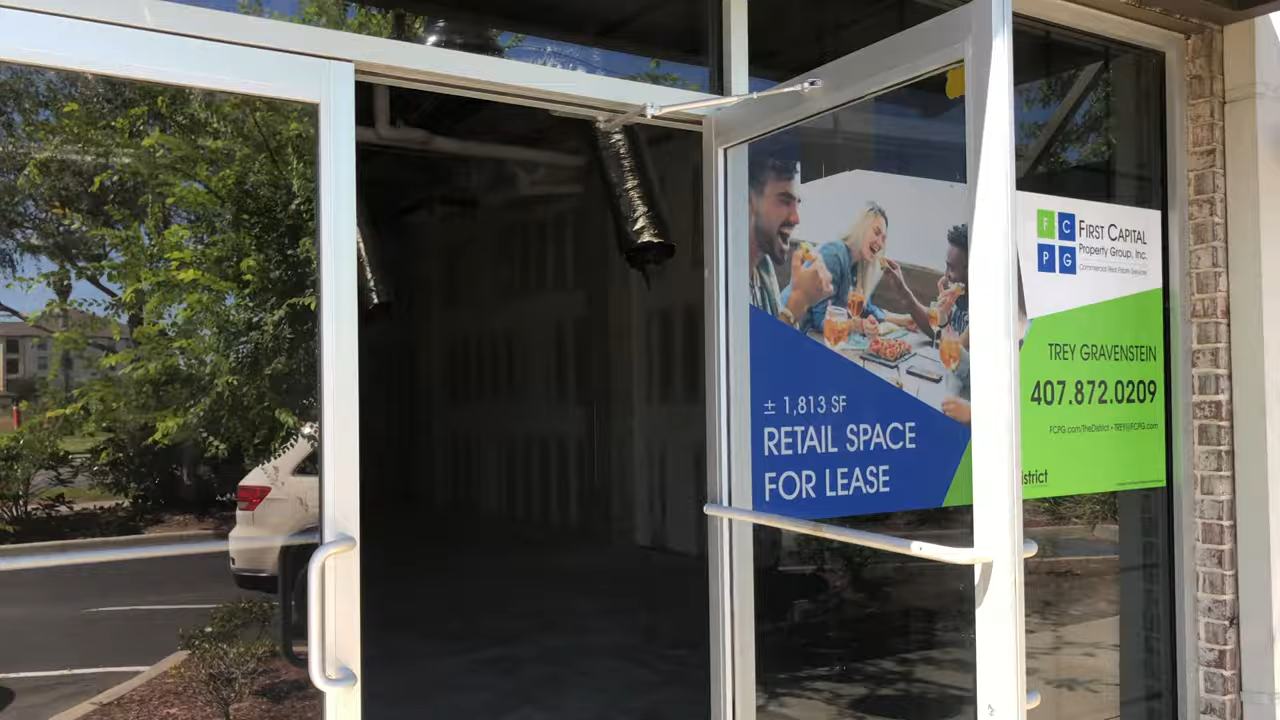 ± 1,813 SF
RETAIL SPACE
FOR LEASE
F C
P G
FIRST CAPITAL
Property Group, Inc.
Commercial Real Estate Services
TREY GRAVENSTEIN
407.872.0209
FCPG.com/TheDistrict • TREY@FCPG.com
istrict